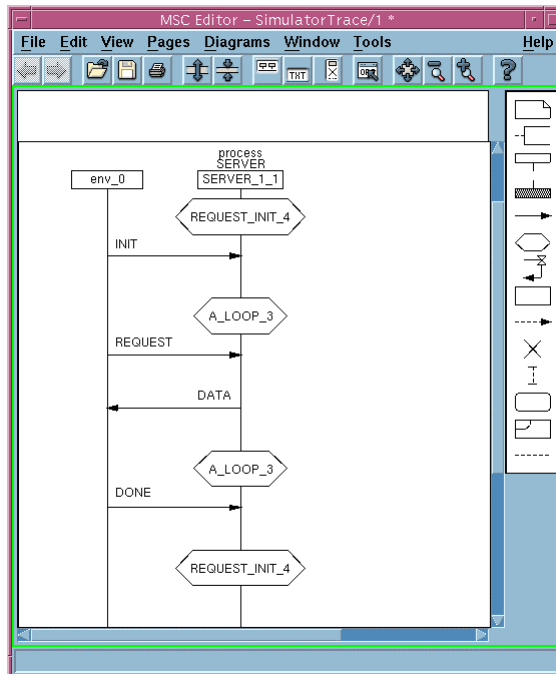 MSC Editor – SimulatorTrace/1 *
File Edit View Pages Diagrams Window Tools Help
TXT
process
SERVER
env_0
SERVER_1_1
REQUEST_INIT_4
INIT
A_LOOP_3
REQUEST
DATA
A_LOOP_3
DONE
REQUEST_INIT_4